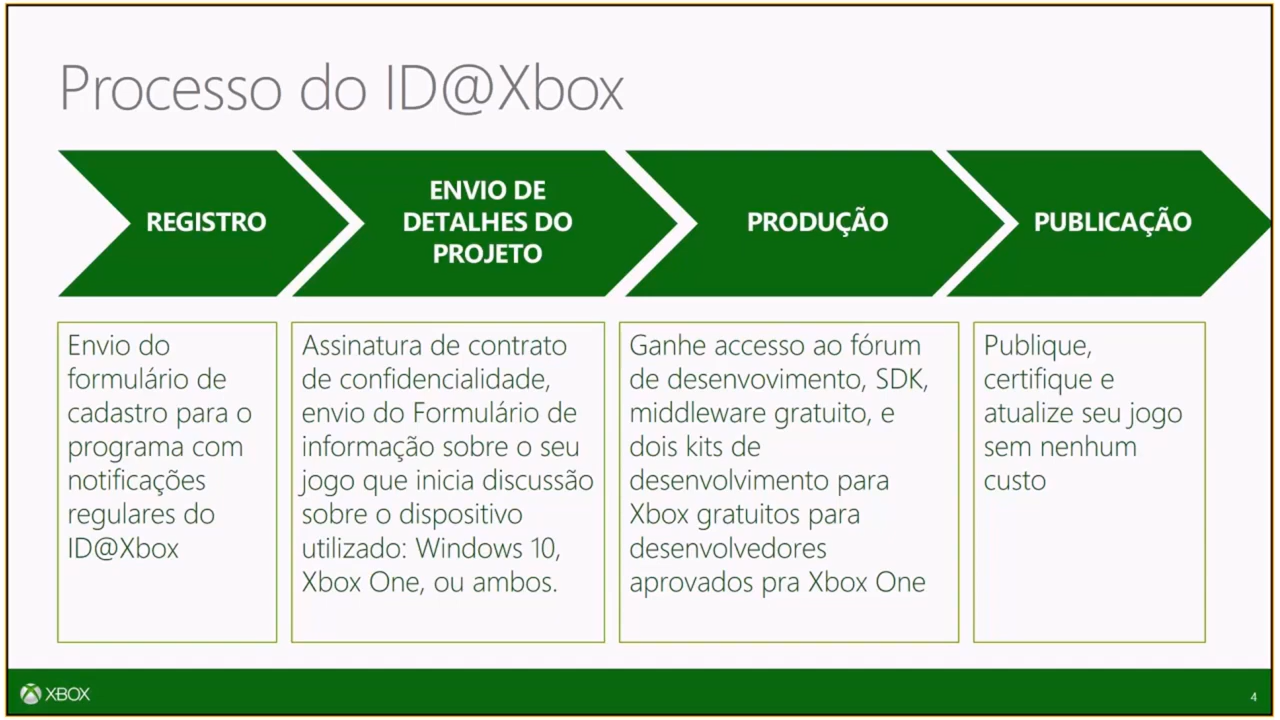 Processo do ID@Xbox
REGISTRO
ENVIO DE
DETALHES DO
PROJETO
PRODUÇÃO
PUBLICAÇÃO
Envio do
formulário de
cadastro para o
programa com
notificações
regulares do
ID@Xbox
Assinatura de contrato
de confidencialidade,
envio do Formulário de
informação sobre o seu
jogo que inicia discussão
sobre o dispositivo
utilizado: Windows 10,
Xbox One, ou ambos.
Ganhe accesso ao fórum
de desenvovimento, SDK,
middleware gratuito, e
dois kits de
desenvolvimento para
Xbox gratuitos para
desenvolvedores
aprovados pra Xbox One
Publique,
certifique e
atualize seu jogo
sem nenhum
custo
XBOX
4